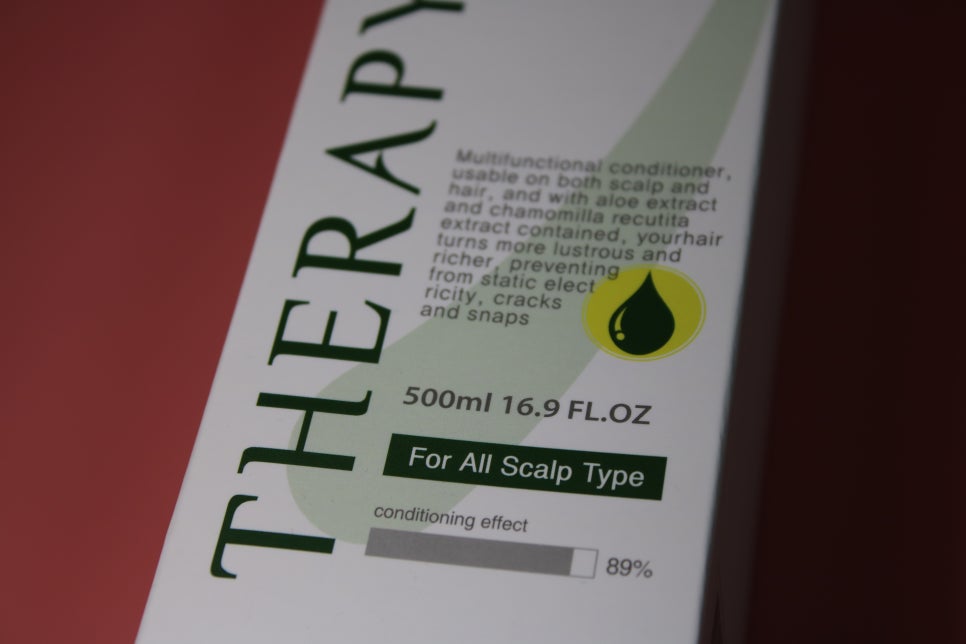 THERAPY
Multifunctional conditioner,
usable on both scalp and
hair, and with aloe extract
and chamomilla recutita
extract contained, yourhair
turns more lustrous and
richer, preventing
from static elect
ricity, cracks
and snaps
500ml 16.9 FL.OZ
For All Scalp Type
conditioning effect
89%